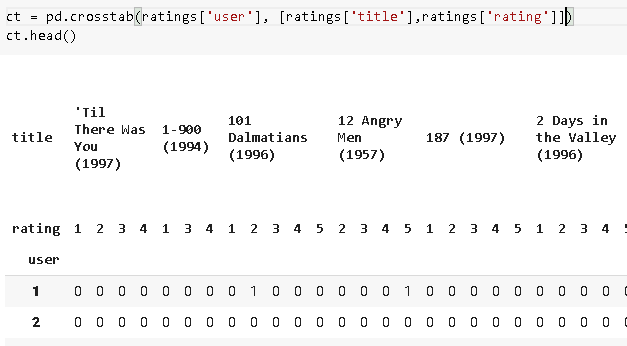 ct = pd.crosstab(ratings['user'], [ratings['title'],ratings['rating']])
ct.head()
title 'Til There Was You (1997) 1-900 (1994) 101 Dalmatians (1996) 12 Angry Men (1957) 187 (1997) 2 Days in the Valley (1996)
rating 1 2 3 4 1 3 4 1 2 3 4 5 2 3 4 5 1 2 3 4 5 1 2 3 4 5
user
1 0 0 0 0 0 0 0 0 1 0 0 0 0 0 0 1 0 0 0 0 0 0 0 0 0 0
2 0 0 0 0 0 0 0 0 0 0 0 0 0 0 0 0 0 0 0 0 0 0 0 0 0 0